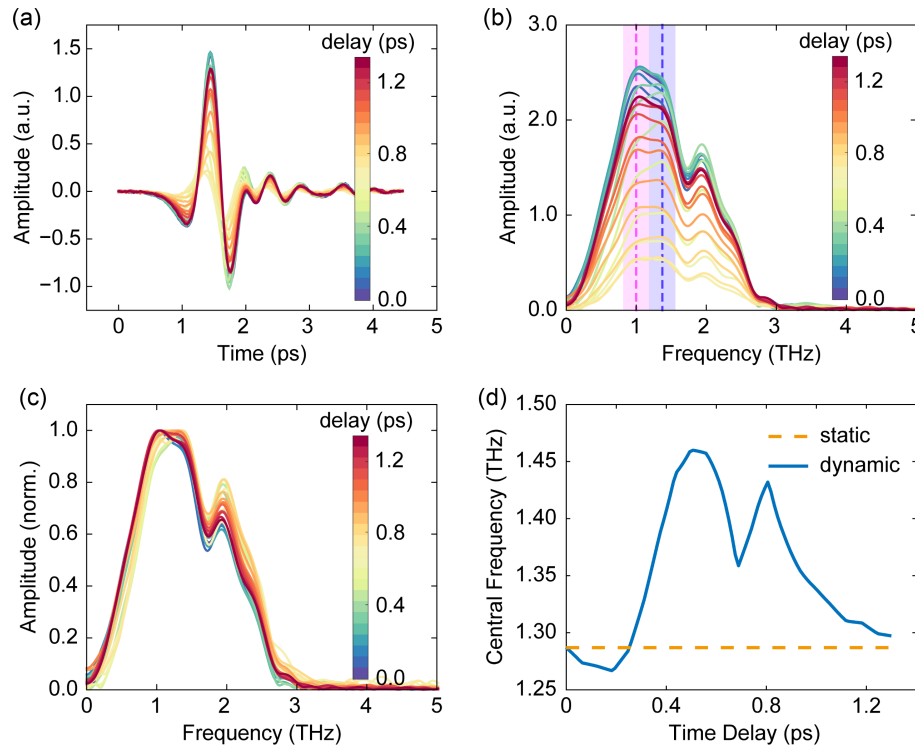 (a)
delay (ps)
1.5
1.0
0.5
0.0
−0.5
−1.0
1.2
0.8
0.4
0.0
Amplitude (a.u.)
0 1 2 3 4 5
Time (ps)
(b)
delay (ps)
3.0
2.0
1.0
0.0
1.2
0.8
0.4
0.0
Amplitude (a.u.)
0 1 2 3 4 5
Frequency (THz)
(c)
delay (ps)
1.0
0.8
0.6
0.4
0.2
0.0
1.2
0.8
0.4
0.0
Amplitude (norm.)
0 1 2 3 4 5
Frequency (THz)
(d)
1.50
1.45
1.40
1.35
1.30
1.25
static
dynamic
Central Frequency (THz)
0 0.4 0.8 1.2
Time Delay (ps)